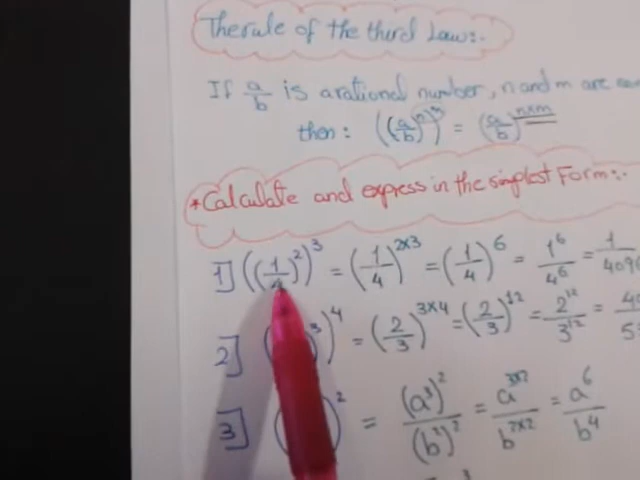 The rule of the third Law:-
If a/b is a rational number, n and m are
then: ((a/b)^n)^m = (a/b)^n×m
*Calculate and express in the simplest Form:-
1] ((1/4)^2)^3 = (1/4)^2×3 = (1/4)^6 = 1^6/4^6 = 1/4096
2] )^4 = (2/3)^3×4 = (2/3)^12 = 2^12/3^12 =
3] )^2 = (a^3)^2/(b^2)^2 = a^3×2/b^2×2 = a^6/b^4